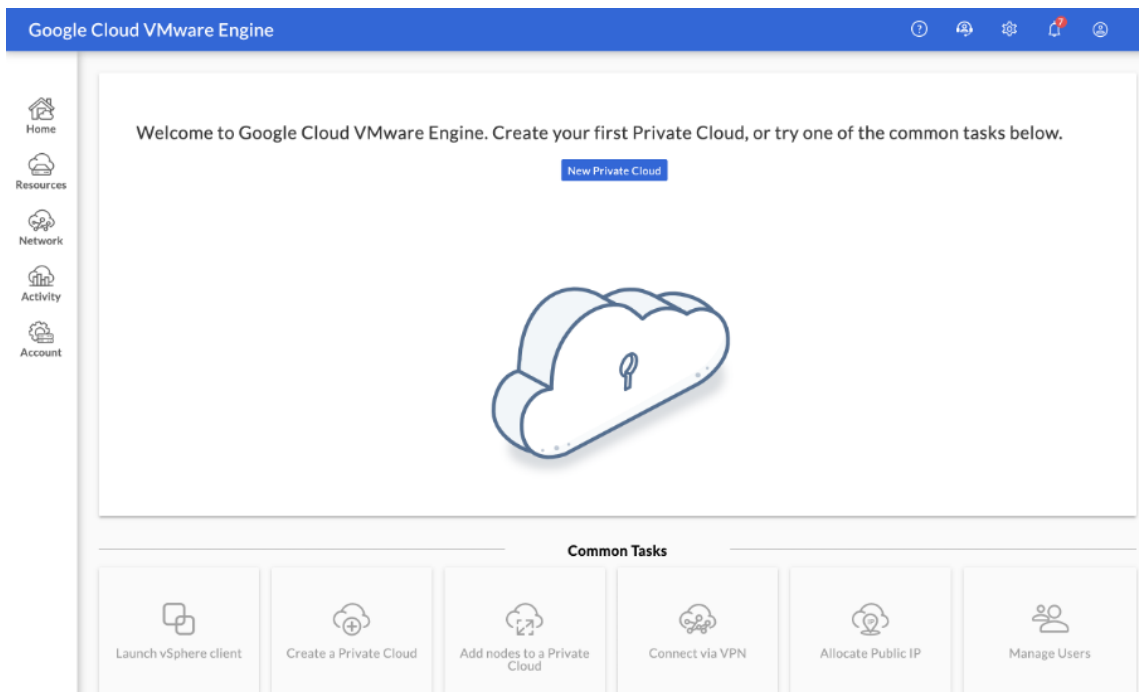 Google Cloud VMware Engine
7
Home
Resources
Network
Activity
Account
Welcome to Google Cloud VMware Engine. Create your first Private Cloud, or try one of the common tasks below.
New Private Cloud
Common Tasks
Launch vSphere client
Create a Private Cloud
Add nodes to a Private
Cloud
Connect via VPN
Allocate Public IP
Manage Users